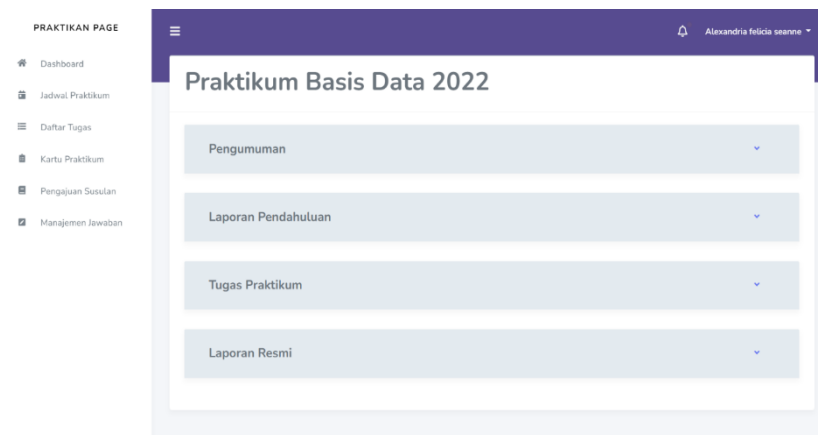 PRAKTIKAN PAGE
Dashboard
Jadwal Praktikum
Daftar Tugas
Kartu Praktikum
Pengajuan Susulan
Manajemen Jawaban
Alexandria felicia seanne
Praktikum Basis Data 2022
Pengumuman
Laporan Pendahuluan
Tugas Praktikum
Laporan Resmi